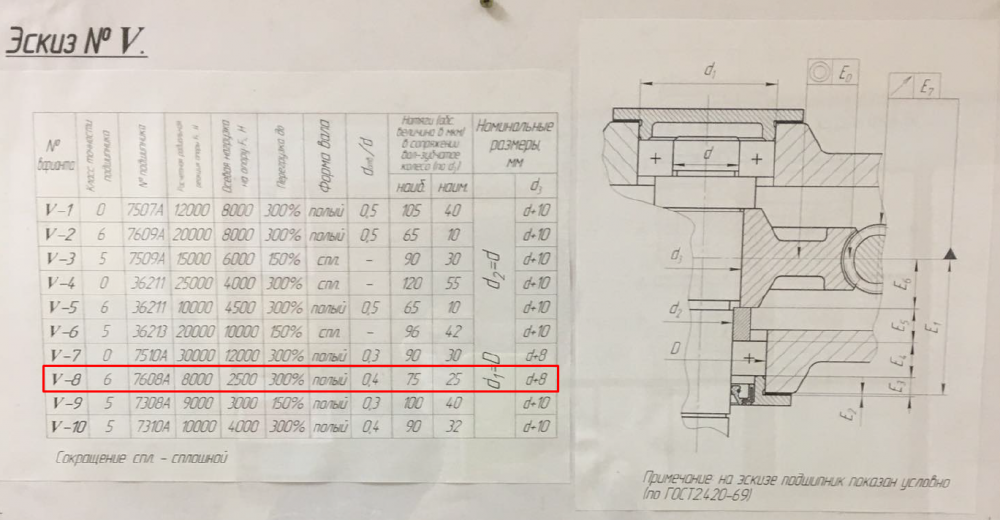 Эскиз № V.
№ варианта | Класс точности подшипника | № подшипника | Расчетная радиальная реакция опоры Fr, Н | Осевая нагрузка на опору Fₐ, Н | Перегрузка до | Форма вала | dотв/d | Натяги (абс. величина в мкм) в сопряжении вал-зубчатое колесо (по d₃) | Номинальные размеры, мм
наиб. | наим. | d₃
V-1 0 7507А 12000 8000 300% полый 0,5 105 40 d+10
V-2 6 7609А 20000 8000 300% полый 0,5 65 10 d+10
V-3 5 7509А 15000 6000 150% спл. – 90 30 d+10
V-4 0 36211 25000 4000 300% спл. – 120 55 d+10
V-5 6 36211 10000 4500 300% полый 0,5 65 10 d+10
V-6 5 36213 20000 10000 150% спл. – 96 42 d+10
V-7 0 7510А 30000 12000 300% полый 0,3 90 30 d+8
V-8 6 7608А 8000 2500 300% полый 0,4 75 25 d+8
V-9 5 7308А 9000 3000 150% полый 0,3 100 40 d+10
V-10 5 7310А 10000 4000 300% полый 0,4 90 32 d+10
d₂=d
d₁=D
Сокращение спл. – сплошной
d₁
E₀
E₇
d
d₃
d₂
D
E₆
E₅
E₄
E₃
E₂
E₁
Примечание на эскизе подшипник показан условно
(по ГОСТ2.420-69)